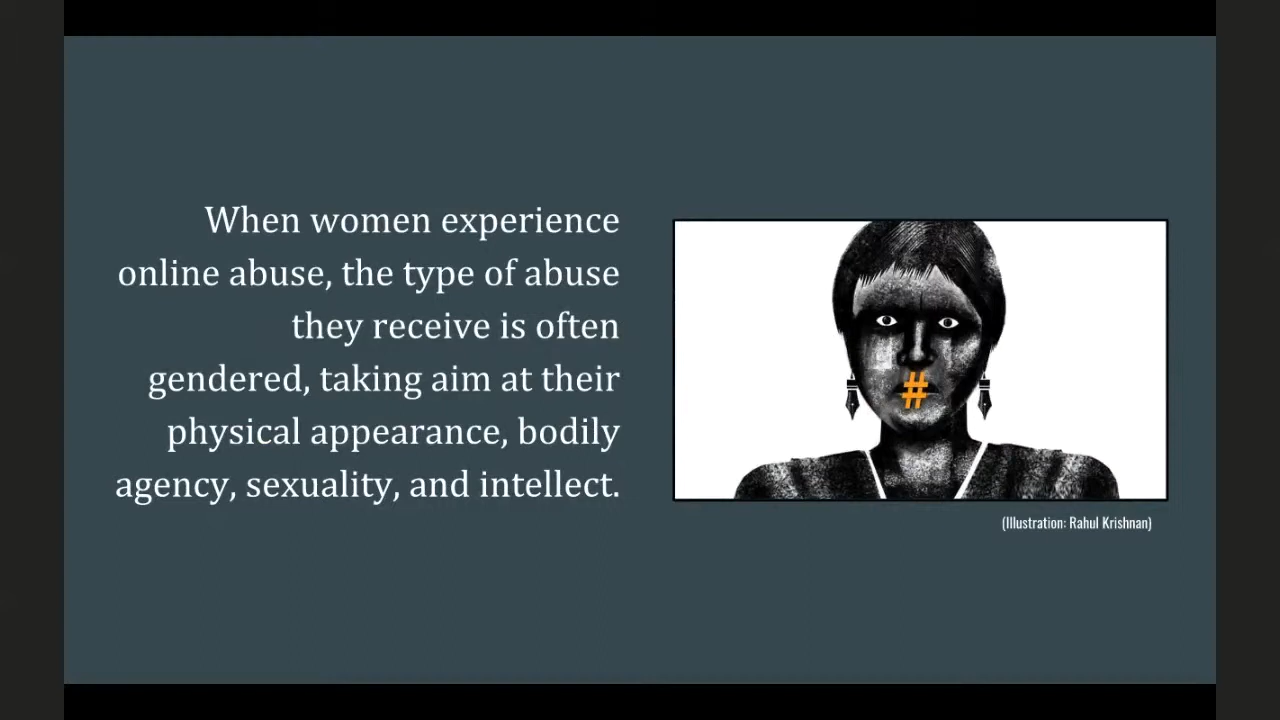 When women experience
online abuse, the type of abuse
they receive is often
gendered, taking aim at their
physical appearance, bodily
agency, sexuality, and intellect.
#
(Illustration: Rahul Krishnan)